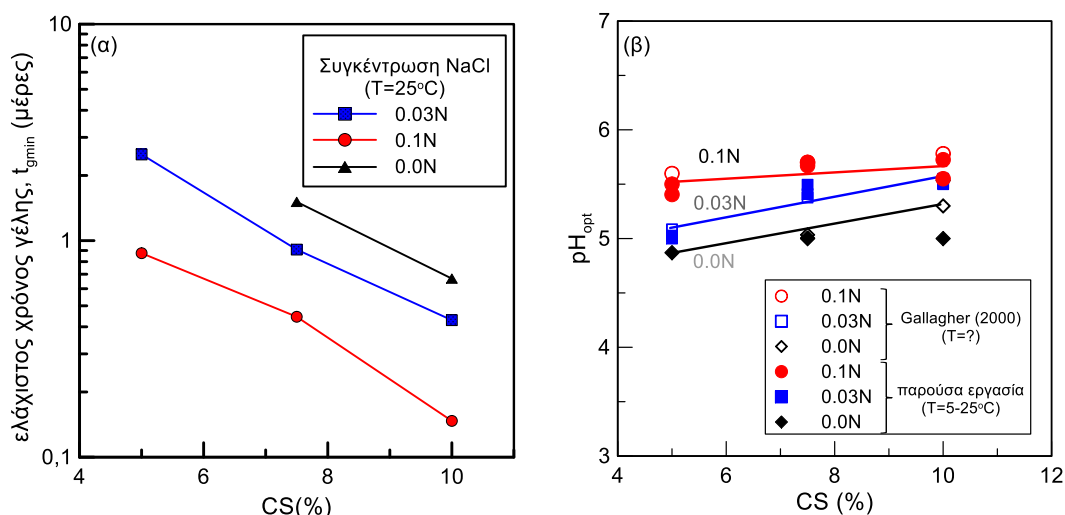 (α)
ελάχιστος χρόνος γέλης, tgmin (μέρες)
10
1
0,1
4
6
8
10
CS(%)
Συγκέντρωση NaCl
(T=25°C)
0.03N
0.1N
0.0N
(β)
pHopt
7
6
5
4
3
4
6
8
10
12
CS (%)
0.1N
0.03N
0.0N
0.1N
0.03N
0.0N
Gallagher (2000)
(T=?)
0.1N
0.03N
0.0N
παρούσα εργασία
(T=5-25°C)